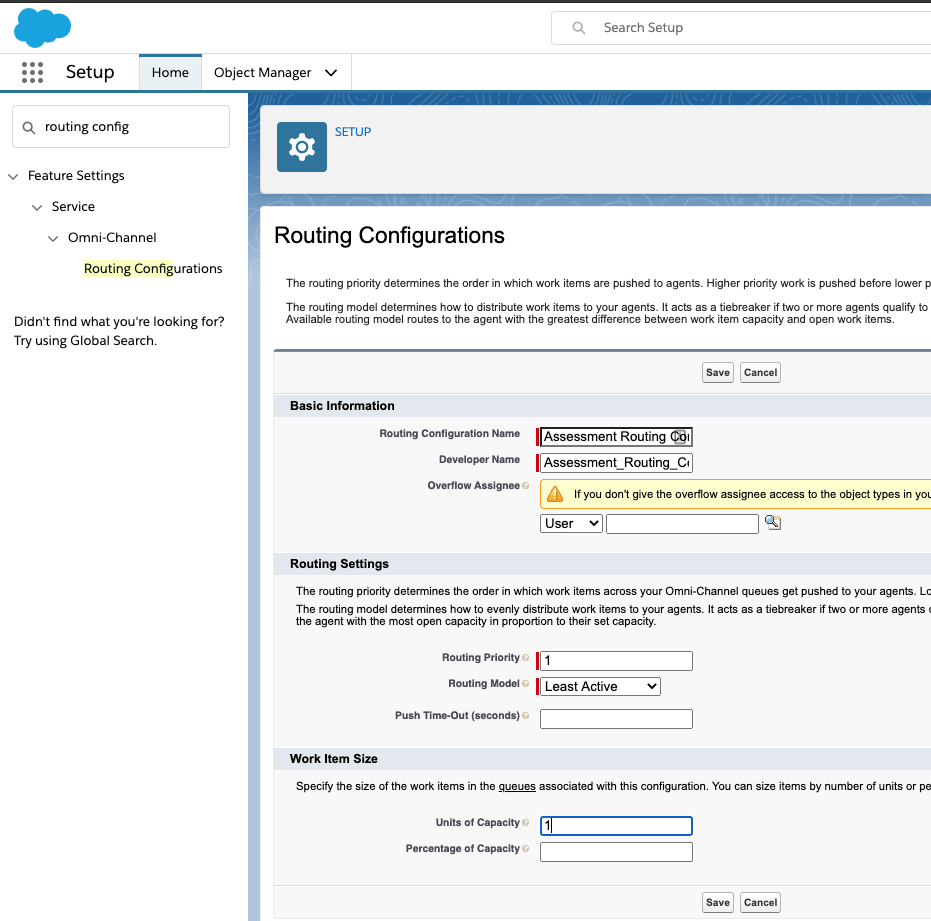 Search Setup
Setup
Home
Object Manager
routing config
Feature Settings
Service
Omni-Channel
Routing Configurations
Didn't find what you're looking for?
Try using Global Search.
SETUP
Routing Configurations
The routing priority determines the order in which work items are pushed to agents. Higher priority work is pushed before lower p
The routing model determines how to distribute work items to your agents. It acts as a tiebreaker if two or more agents qualify to
Available routing model routes to the agent with the greatest difference between work item capacity and open work items.
Save Cancel
Basic Information
Routing Configuration Name Assessment Routing Co
Developer Name Assessment_Routing_Co
Overflow Assignee If you don't give the overflow assignee access to the object types in you
User
Routing Settings
The routing priority determines the order in which work items across your Omni-Channel queues get pushed to your agents. Lo
The routing model determines how to evenly distribute work items to your agents. It acts as a tiebreaker if two or more agents
the agent with the most open capacity in proportion to their set capacity.
Routing Priority 1
Routing Model Least Active
Push Time-Out (seconds)
Work Item Size
Specify the size of the work items in the queues associated with this configuration. You can size items by number of units or pe
Units of Capacity 1
Percentage of Capacity
Save Cancel